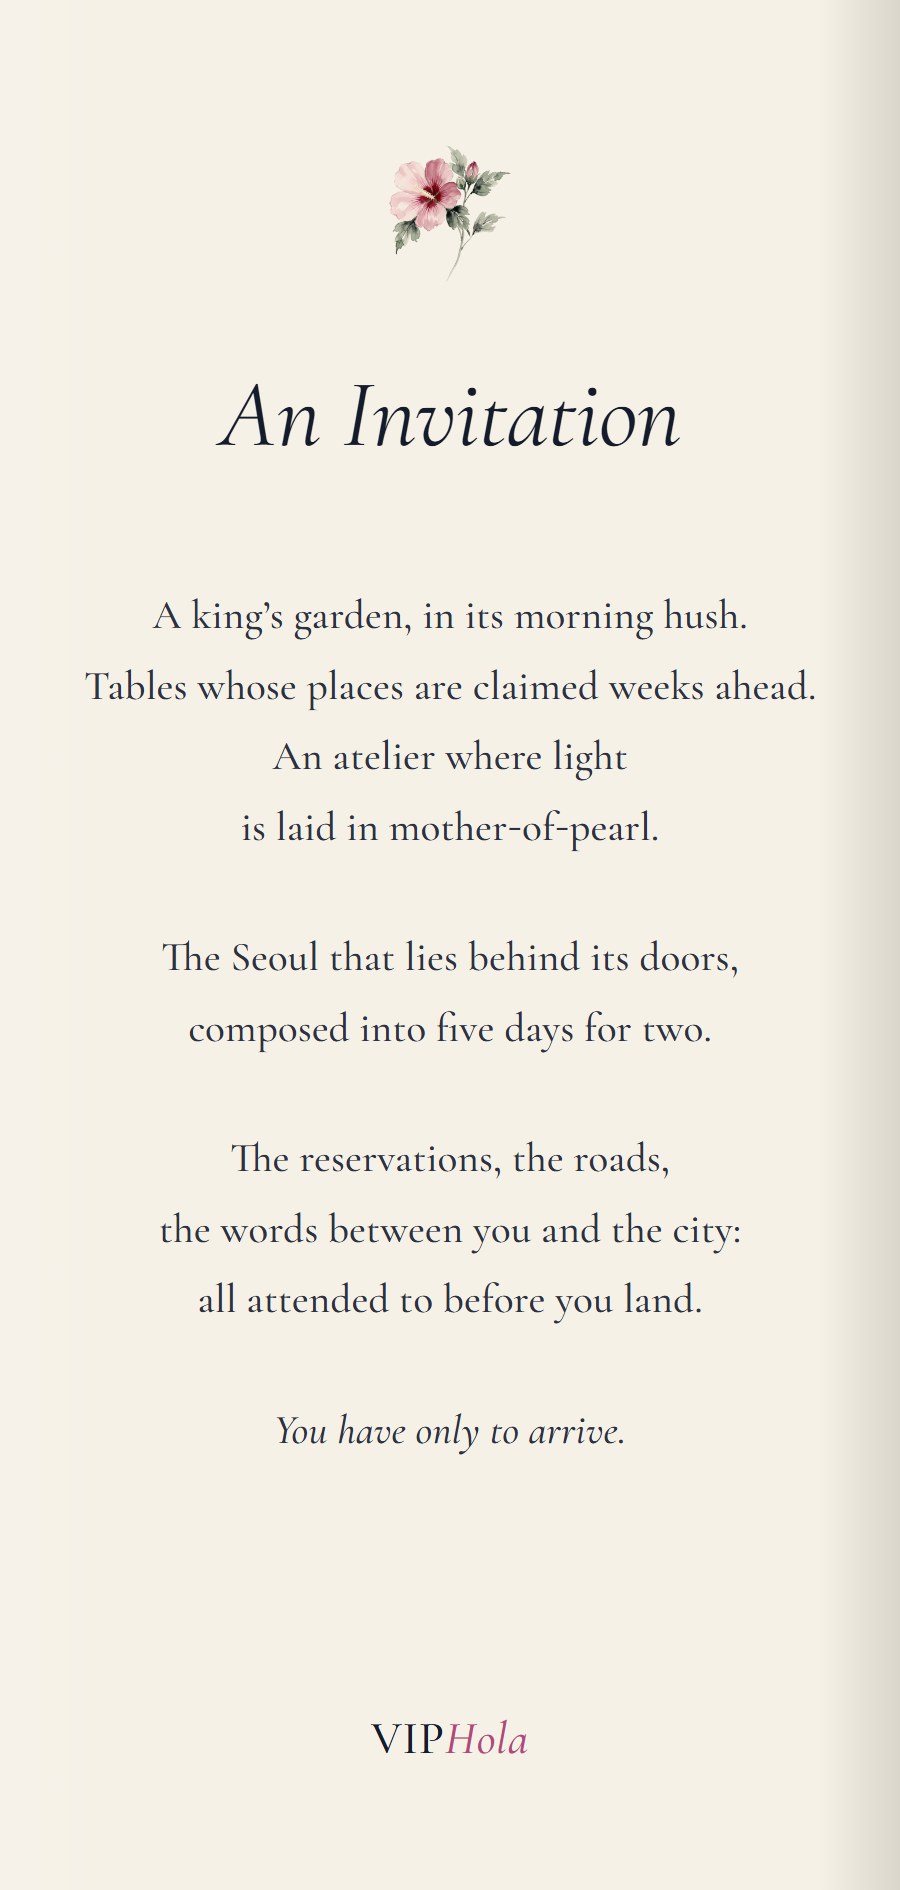 An Invitation
A king’s garden, in its morning hush.
Tables whose places are claimed weeks ahead.
An atelier where light
is laid in mother-of-pearl.
The Seoul that lies behind its doors,
composed into five days for two.
The reservations, the roads,
the words between you and the city:
all attended to before you land.
You have only to arrive.
VIPHola